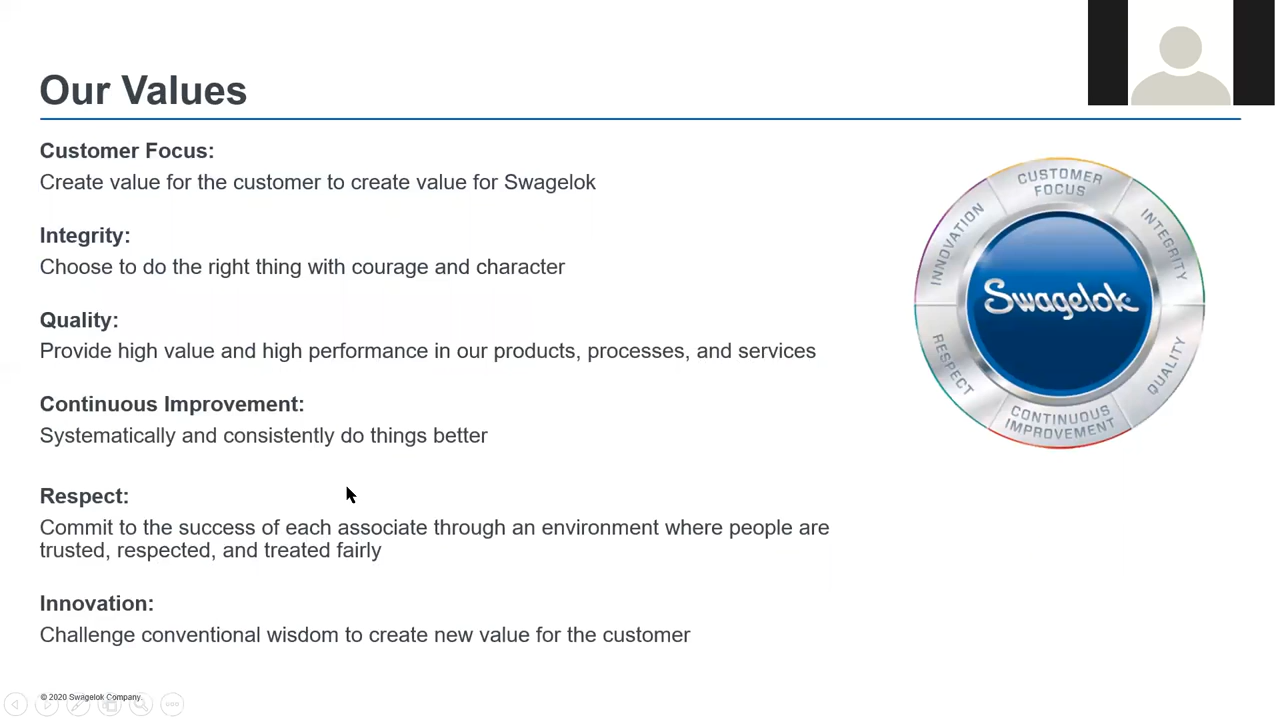 Our Values
Customer Focus:
Create value for the customer to create value for Swagelok
Integrity:
Choose to do the right thing with courage and character
Quality:
Provide high value and high performance in our products, processes, and services
Continuous Improvement:
Systematically and consistently do things better
Respect:
Commit to the success of each associate through an environment where people are
trusted, respected, and treated fairly
Innovation:
Challenge conventional wisdom to create new value for the customer
CUSTOMER
FOCUS
INTEGRITY
QUALITY
CONTINUOUS
IMPROVEMENT
RESPECT
INNOVATION
Swagelok
© 2020 Swagelok Company.